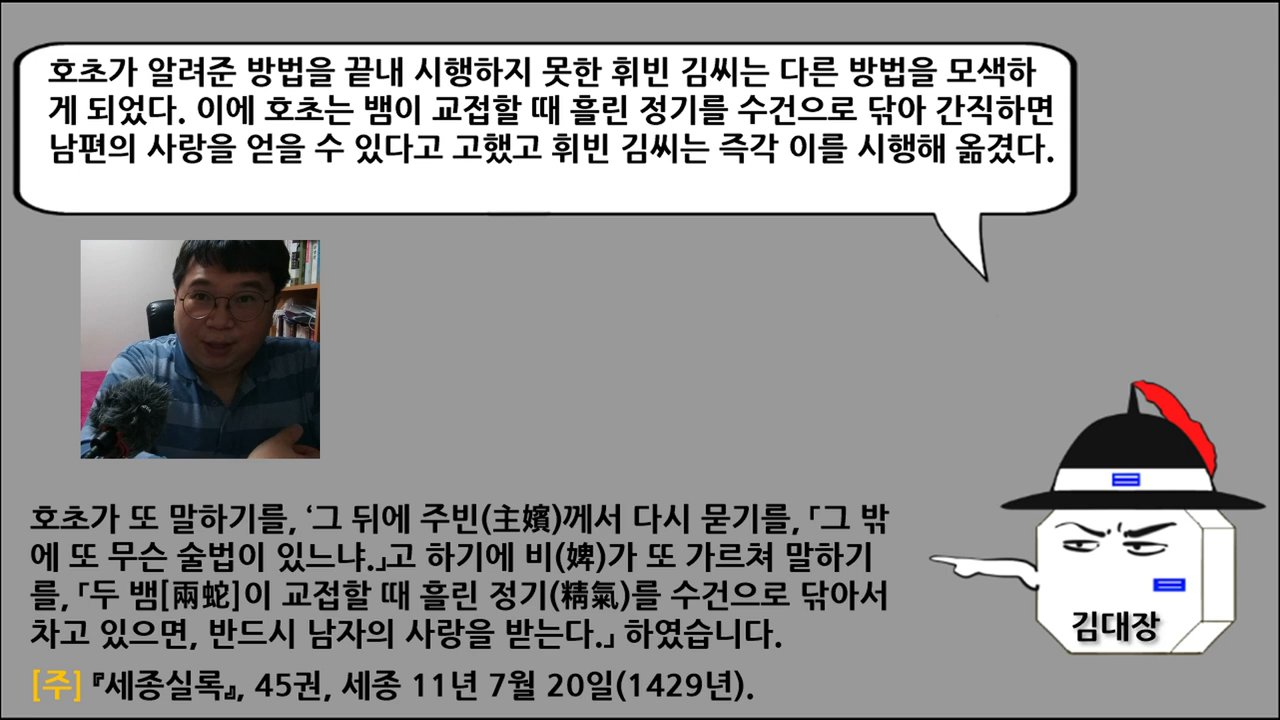 호초가 알려준 방법을 끝내 시행하지 못한 휘빈 김씨는 다른 방법을 모색하
게 되었다. 이에 호초는 뱀이 교접할 때 흘린 정기를 수건으로 닦아 간직하면
남편의 사랑을 얻을 수 있다고 고했고 휘빈 김씨는 즉각 이를 시행해 옮겼다.
호초가 또 말하기를, ‘그 뒤에 주빈(主嬪)께서 다시 묻기를, 「그 밖
에 또 무슨 술법이 있느냐.」고 하기에 비(婢)가 또 가르쳐 말하기
를, 「두 뱀[兩蛇]이 교접할 때 흘린 정기(精氣)를 수건으로 닦아서
차고 있으면, 반드시 남자의 사랑을 받는다.」 하였습니다.
[주] 『세종실록』, 45권, 세종 11년 7월 20일(1429년).
김대장